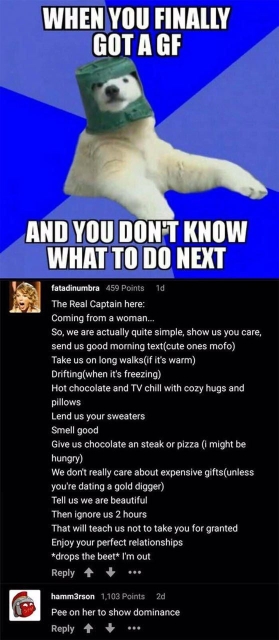 WHEN YOU FINALLY
GOT A GF
AND YOU DON'T KNOW
WHAT TO DO NEXT
fatadinumbra 459 Points 1d
The Real Captain here:
Coming from a woman...
So, we are actually quite simple, show us you care,
send us good morning text(cute ones mofo)
Take us on long walks(if it's warm)
Drifting(when it's freezing)
Hot chocolate and TV chill with cozy hugs and
pillows
Lend us your sweaters
Smell good
Give us chocolate an steak or pizza (i might be
hungry)
We don't really care about expensive gifts(unless
you're dating a gold digger)
Tell us we are beautiful
Then ignore us 2 hours
That will teach us not to take you for granted
Enjoy your perfect relationships
*drops the beet* I'm out
Reply
hamm3rson 1,103 Points 2d
Pee on her to show dominance
Reply